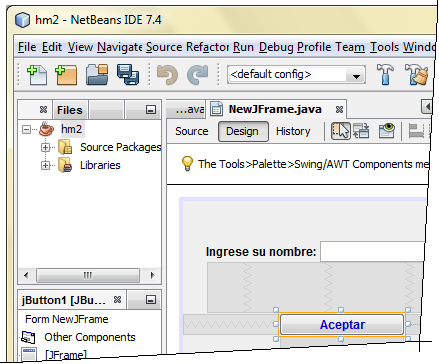 hm2 - NetBeans IDE 7.4
File Edit View Navigate Source Refactor Run Debug Profile Team Tools
<default config>
Files
...ava NewJFrame.java
hm2
Source Packages
Libraries
Source Design History
The Tools>Palette>Swing/AWT Components me
Ingrese su nombre:
jButton1 [JBu...
Form NewJFrame
Other Components
[JFrame]
Aceptar